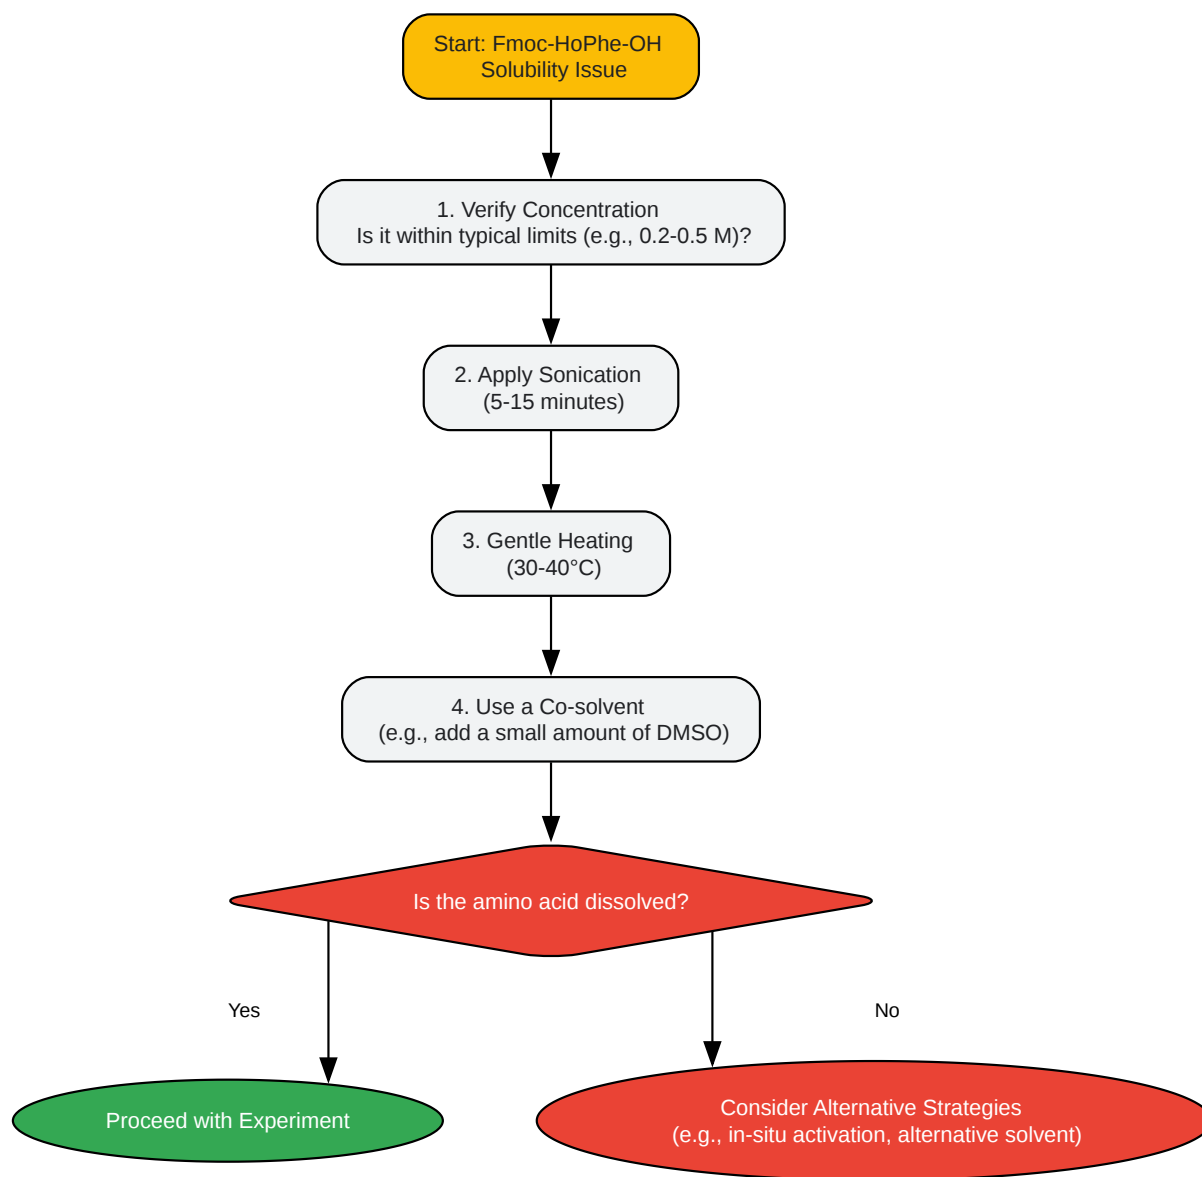 Start: Fmoc-HoPhe-OH
Solubility Issue
1. Verify Concentration
Is it within typical limits (e.g., 0.2-0.5 M)?
2. Apply Sonication
(5-15 minutes)
3. Gentle Heating
(30-40°C)
4. Use a Co-solvent
(e.g., add a small amount of DMSO)
Is the amino acid dissolved?
Yes
No
Proceed with Experiment
Consider Alternative Strategies
(e.g., in-situ activation, alternative solvent)